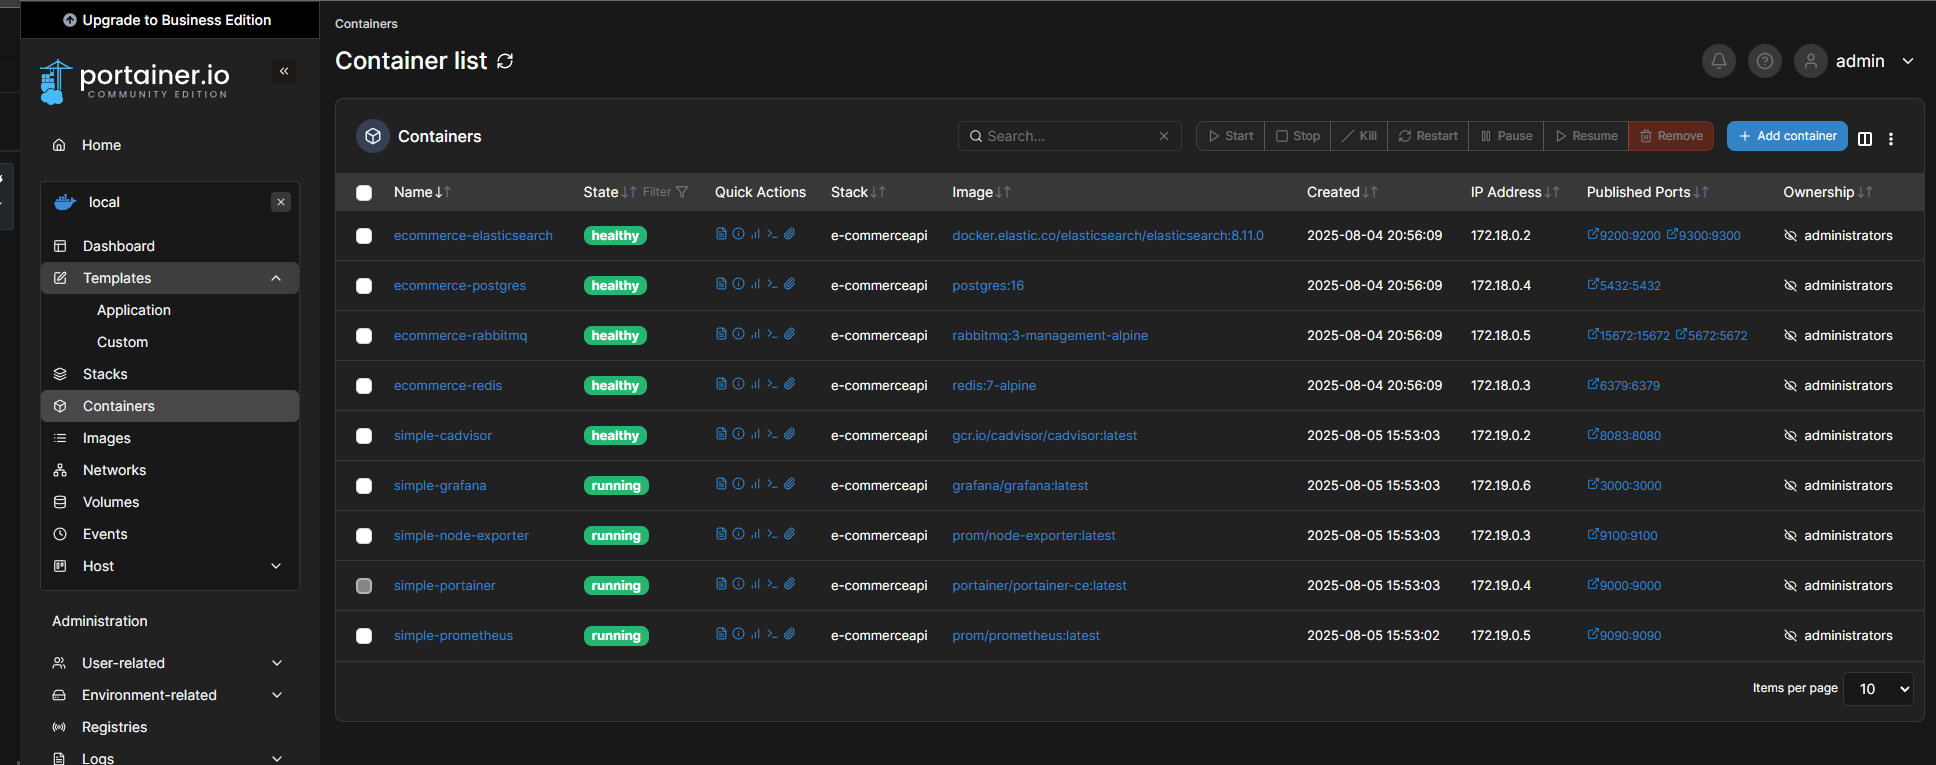 Upgrade to Business Edition
portainer.io
COMMUNITY EDITION
Home
local
Dashboard
Templates
Application
Custom
Stacks
Containers
Images
Networks
Volumes
Events
Host
Administration
User-related
Environment-related
Registries
Logs
Containers
Container list
admin
Containers
Search...
Start Stop Kill Restart Pause Resume Remove
Add container
Name State Filter Quick Actions Stack Image Created IP Address Published Ports Ownership
ecommerce-elasticsearch healthy e-commerceapi docker.elastic.co/elasticsearch/elasticsearch:8.11.0 2025-08-04 20:56:09 172.18.0.2 9200:9200 9300:9300 administrators
ecommerce-postgres healthy e-commerceapi postgres:16 2025-08-04 20:56:09 172.18.0.4 5432:5432 administrators
ecommerce-rabbitmq healthy e-commerceapi rabbitmq:3-management-alpine 2025-08-04 20:56:09 172.18.0.5 15672:15672 5672:5672 administrators
ecommerce-redis healthy e-commerceapi redis:7-alpine 2025-08-04 20:56:09 172.18.0.3 6379:6379 administrators
simple-cadvisor healthy e-commerceapi gcr.io/cadvisor/cadvisor:latest 2025-08-05 15:53:03 172.19.0.2 8083:8080 administrators
simple-grafana running e-commerceapi grafana/grafana:latest 2025-08-05 15:53:03 172.19.0.6 3000:3000 administrators
simple-node-exporter running e-commerceapi prom/node-exporter:latest 2025-08-05 15:53:03 172.19.0.3 9100:9100 administrators
simple-portainer running e-commerceapi portainer/portainer-ce:latest 2025-08-05 15:53:03 172.19.0.4 9000:9000 administrators
simple-prometheus running e-commerceapi prom/prometheus:latest 2025-08-05 15:53:02 172.19.0.5 9090:9090 administrators
Items per page 10